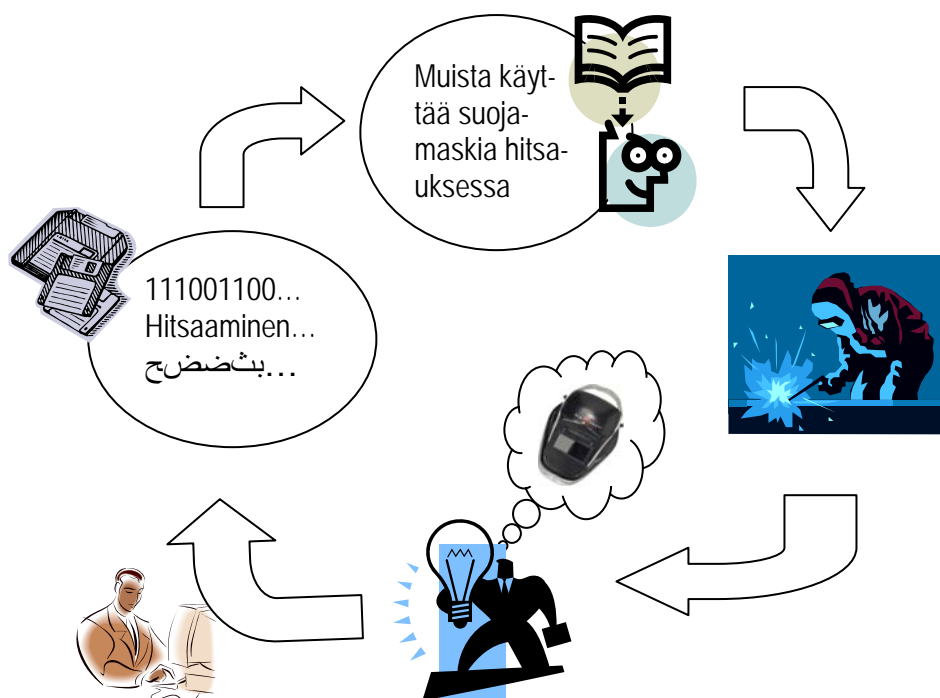 Muista käyt-
tää suoja-
maskia hitsa-
uksessa
111001100…
Hitsaaminen…
…بثضضح